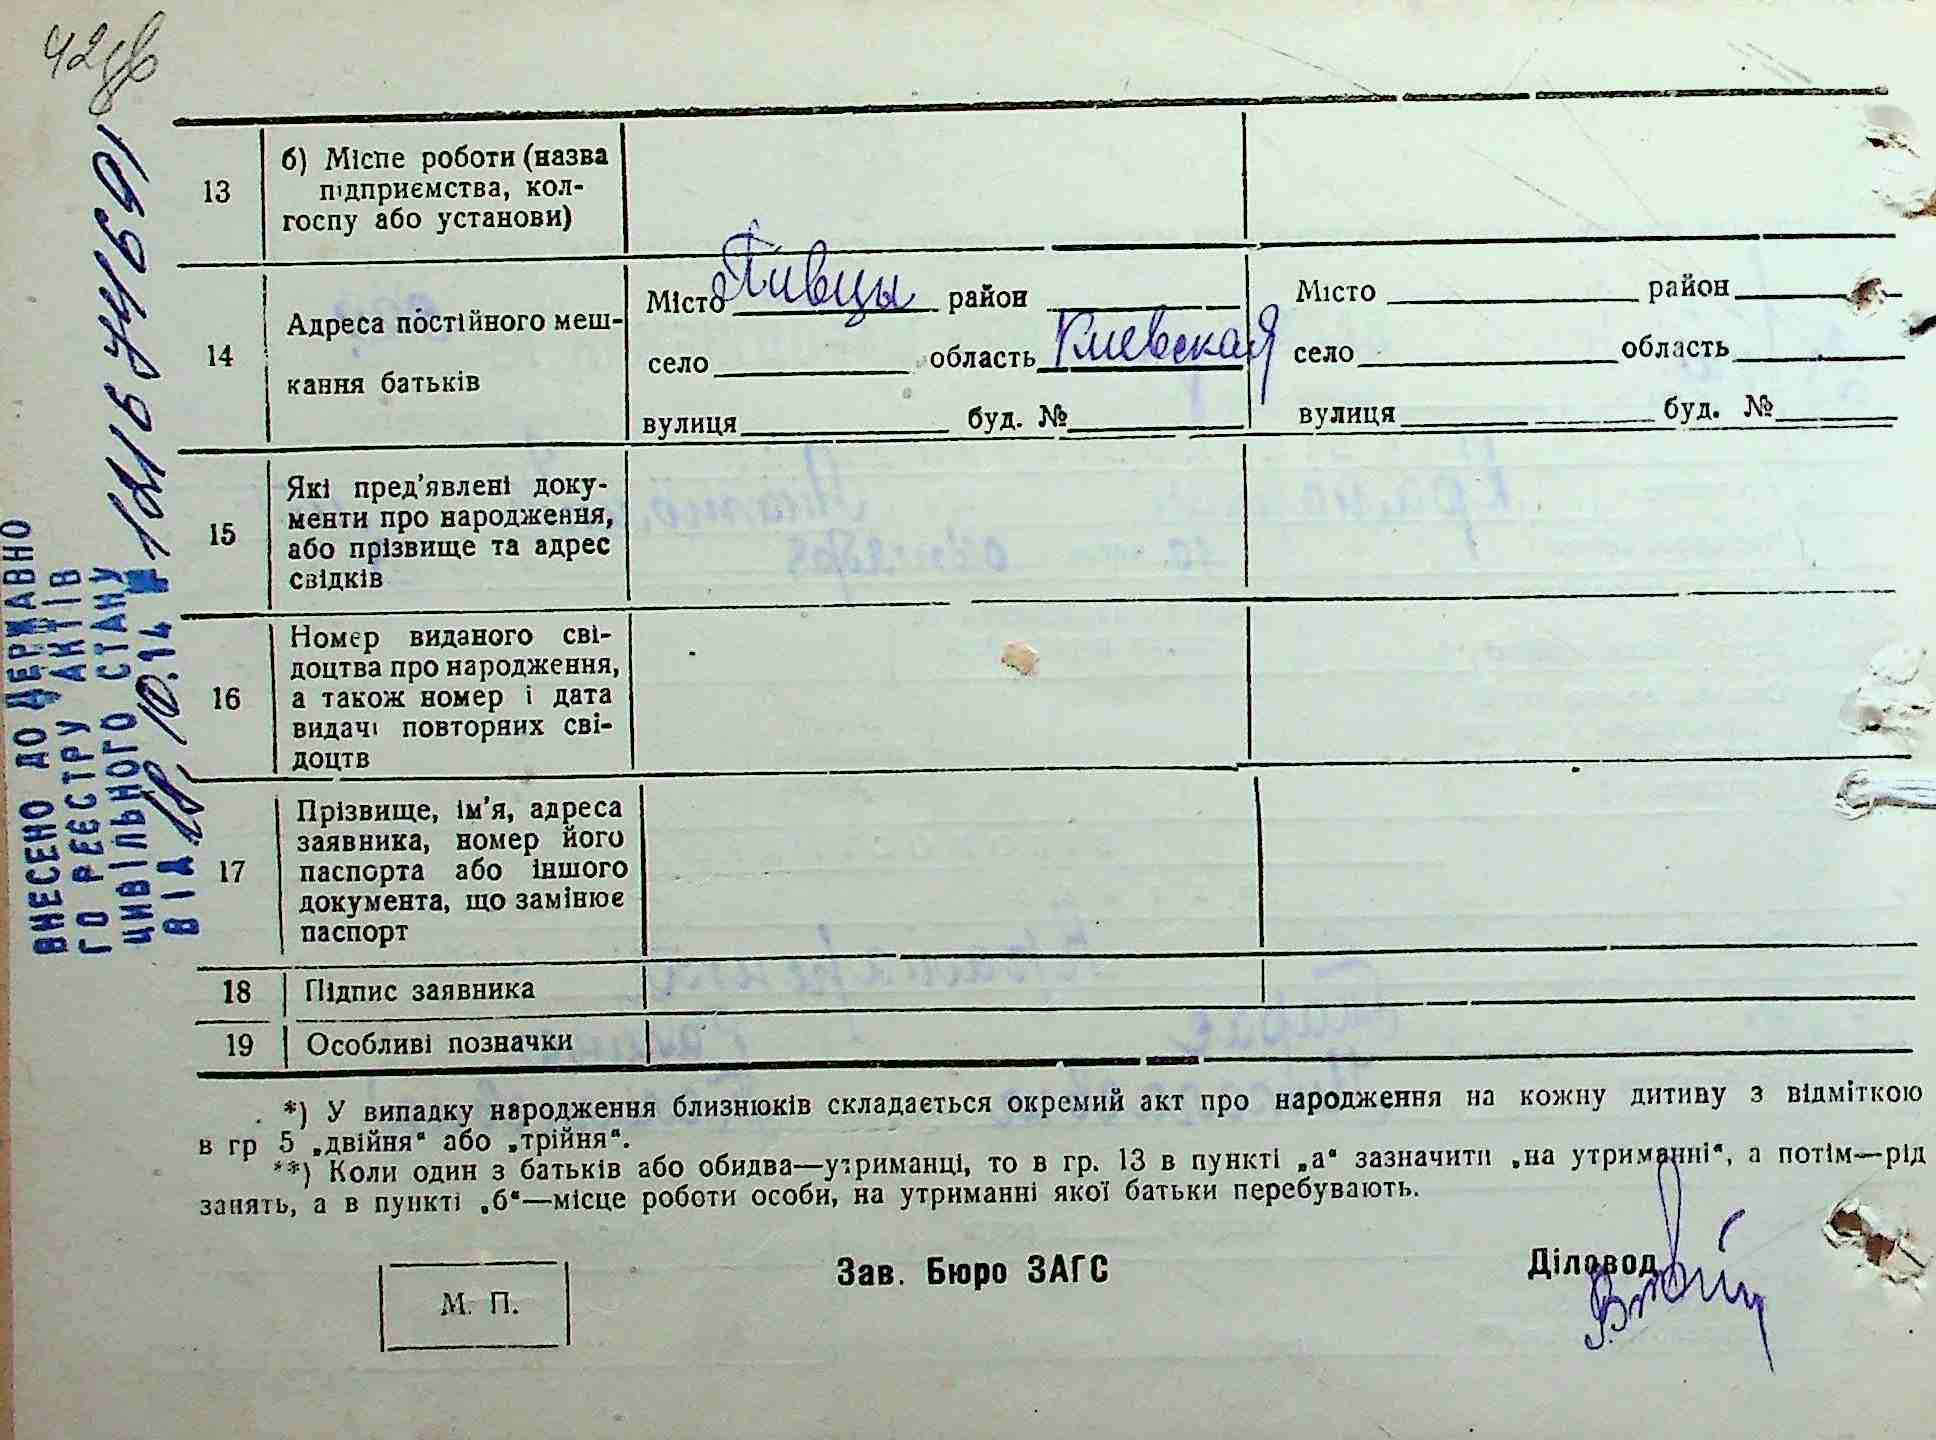 42
13
б) Місце роботи (назва
підприємства, кол-
госпу або установи)
14
Адреса постійного меш-
кання батьків
Місто Пивцы район
село область Киевская
вулиця буд. №
Місто район
село область
вулиця буд. №
15
Які пред'явлені доку-
менти про народження,
або прізвище та адрес
свідків
16
Номер виданого сві-
доцтва про народження,
а також номер і дата
видачі повторних сві-
доцтв
17
Прізвище, ім'я, адреса
заявника, номер його
паспорта або іншого
документа, що замінює
паспорт
18
Підпис заявника
19
Особливі позначки
*) У випадку народження близнюків складається окремий акт про народження на кожну дитину з відміткою
в гр 5 „двійня“ або „трійня“.
**) Коли один з батьків або обидва—утриманці, то в гр. 13 в пункті „а“ зазначити „на утриманні“, а потім—рід
занять, а в пункті „б“—місце роботи особи, на утриманні якої батьки перебувають.
М. П.
Зав. Бюро ЗАГС
Діловод
ВНЕСЕНО ДО ДЕРЖАВНО
ГО РЕЄСТРУ АКТІВ
ЦИВІЛЬНОГО СТАНУ
ВІД 18.10.14 №